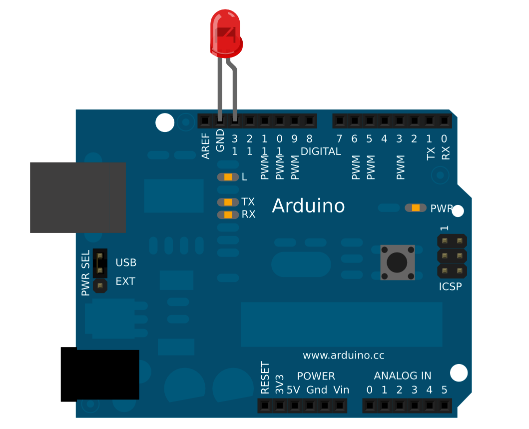 AREF
GND
13
12
PWM 11
PWM 10
PWM 9
8
DIGITAL
7
PWM 6
PWM 5
4
PWM 3
2
TX 1
RX 0
L
TX
RX
Arduino
PWR
1
ICSP
PWR SEL
USB
EXT
www.arduino.cc
POWER
RESET
3V3
5V Gnd Vin
ANALOG IN
0 1 2 3 4 5